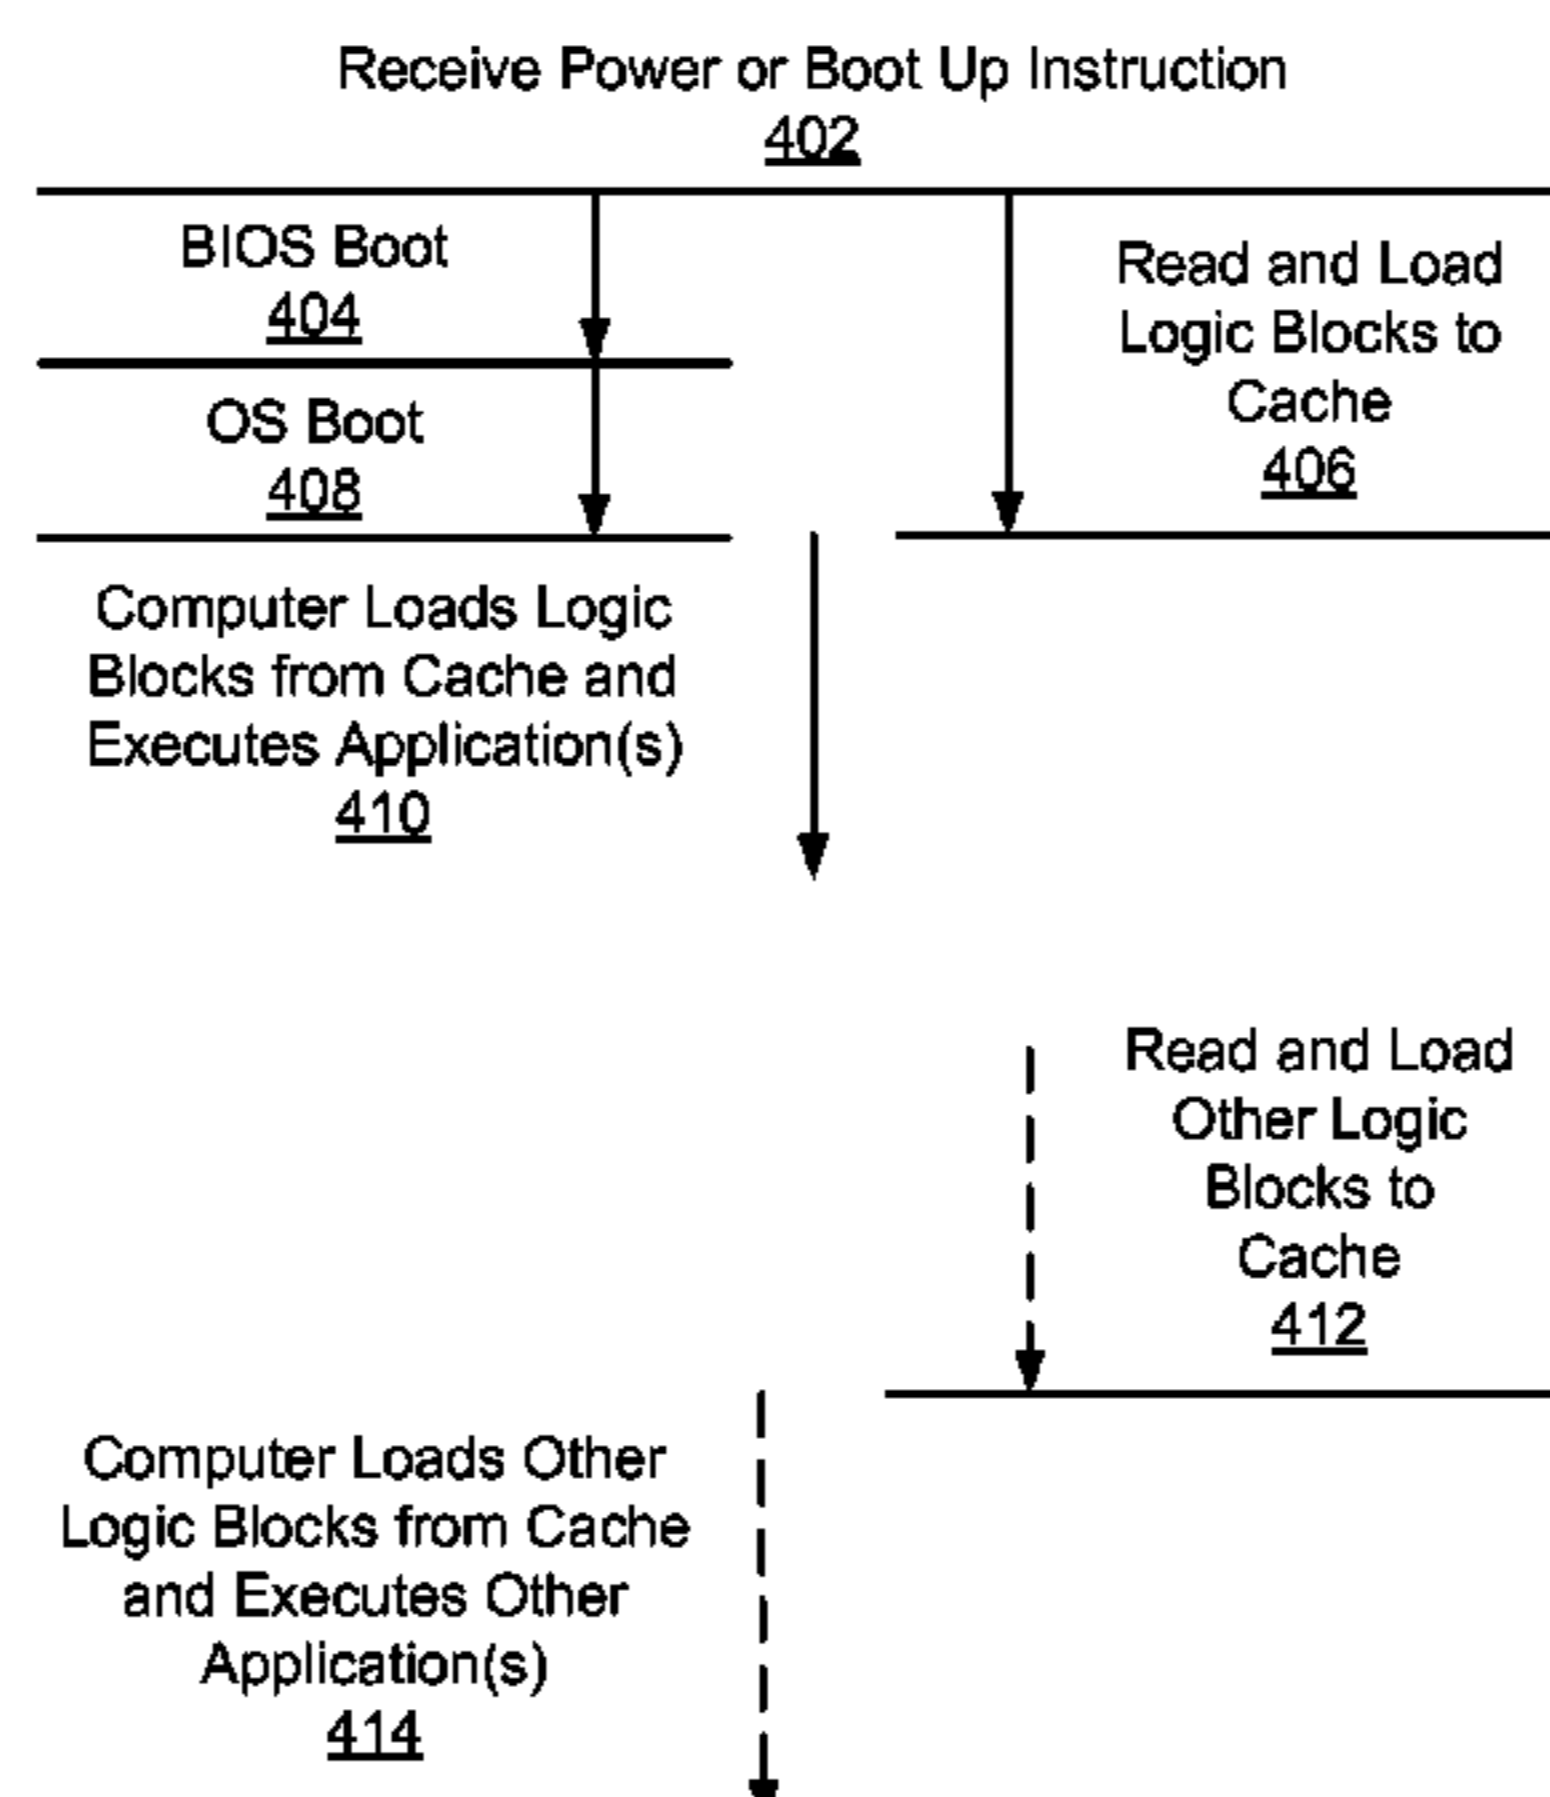 Receive Power or Boot Up Instruction
402
BIOS Boot
404
Read and Load
Logic Blocks to
Cache
406
OS Boot
408
Computer Loads Logic
Blocks from Cache and
Executes Application(s)
410
Read and Load
Other Logic
Blocks to
Cache
412
Computer Loads Other
Logic Blocks from Cache
and Executes Other
Application(s)
414